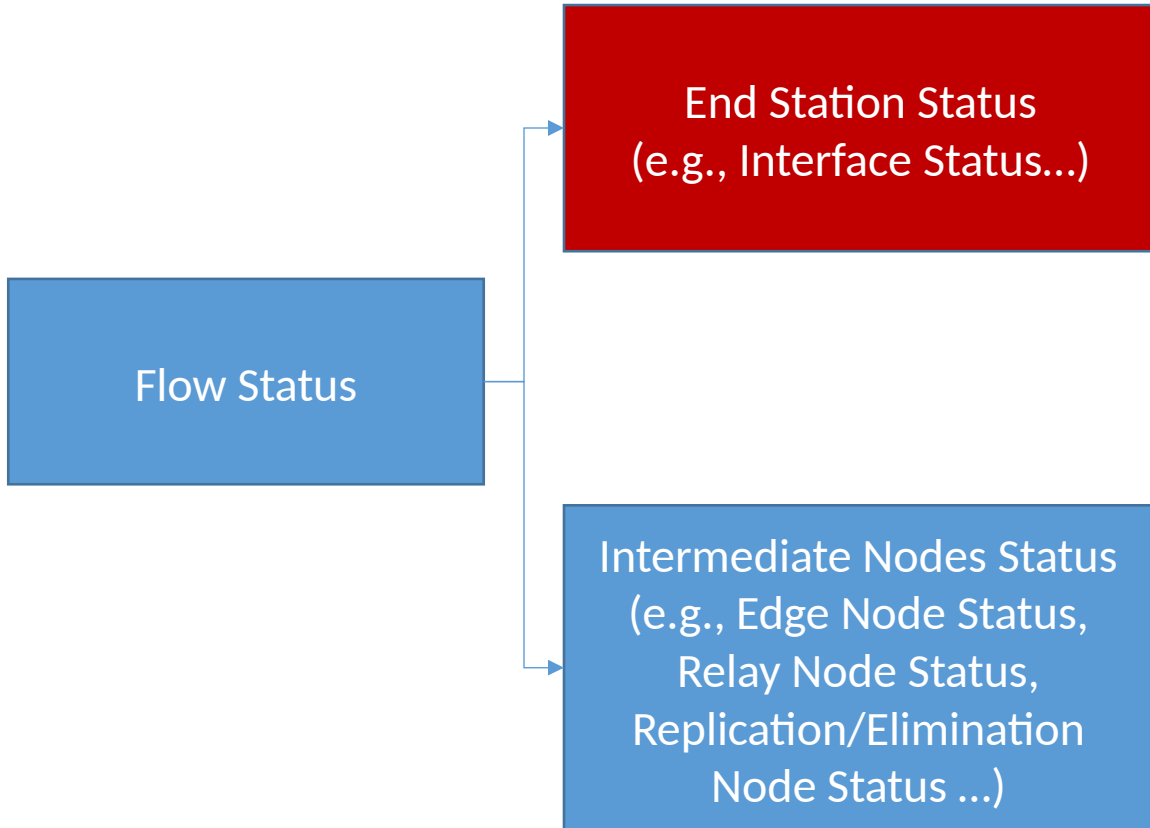 End Station Status
(e.g., Interface Status…)
Flow Status
Intermediate Nodes Status
(e.g., Edge Node Status,
Relay Node Status,
Replication/Elimination
Node Status …)